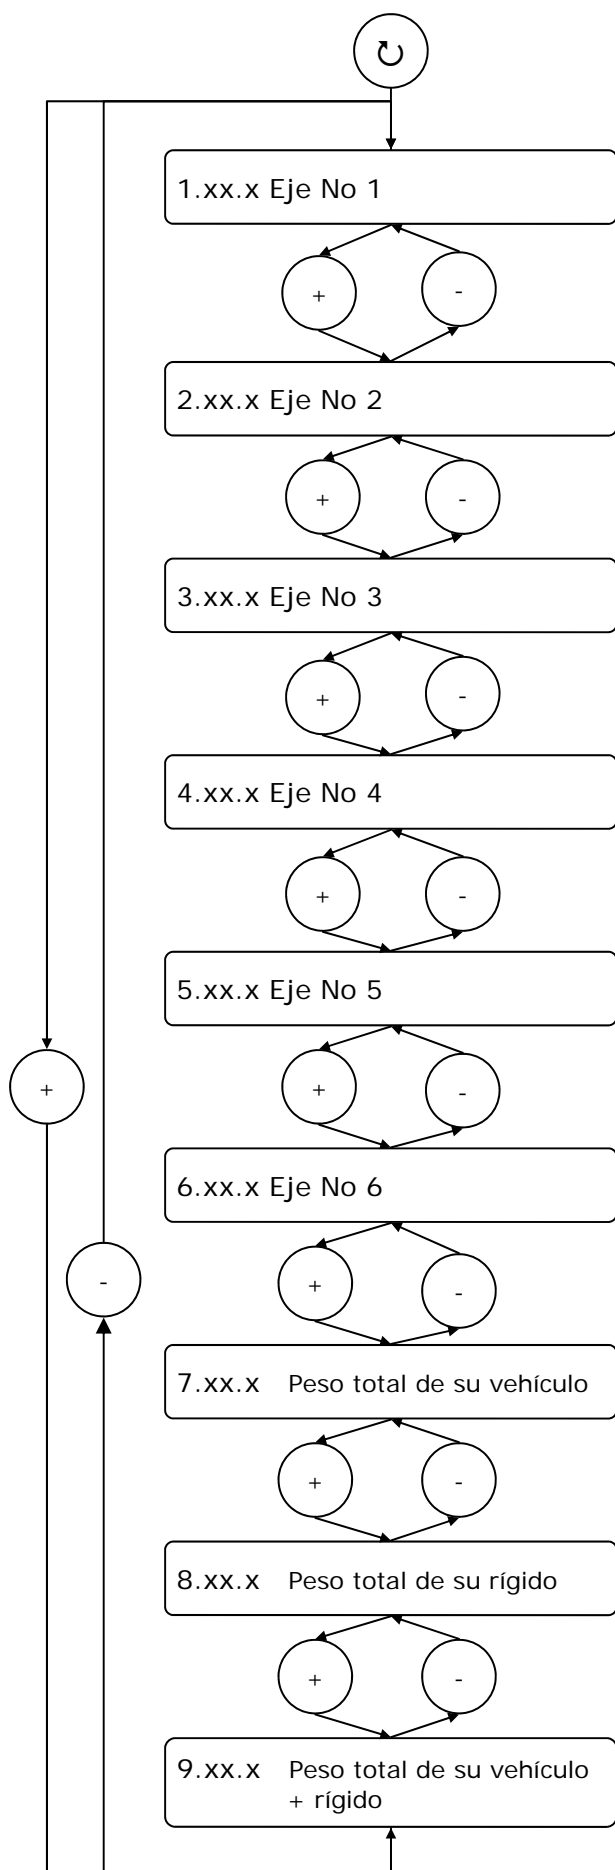 ↻
1.xx.x Eje No 1
+ -
2.xx.x Eje No 2
+ -
3.xx.x Eje No 3
+ -
4.xx.x Eje No 4
+ -
5.xx.x Eje No 5
+ + -
6.xx.x Eje No 6
- + -
7.xx.x Peso total de su vehículo
+ -
8.xx.x Peso total de su rígido
+ -
9.xx.x Peso total de su vehículo
+ rígido